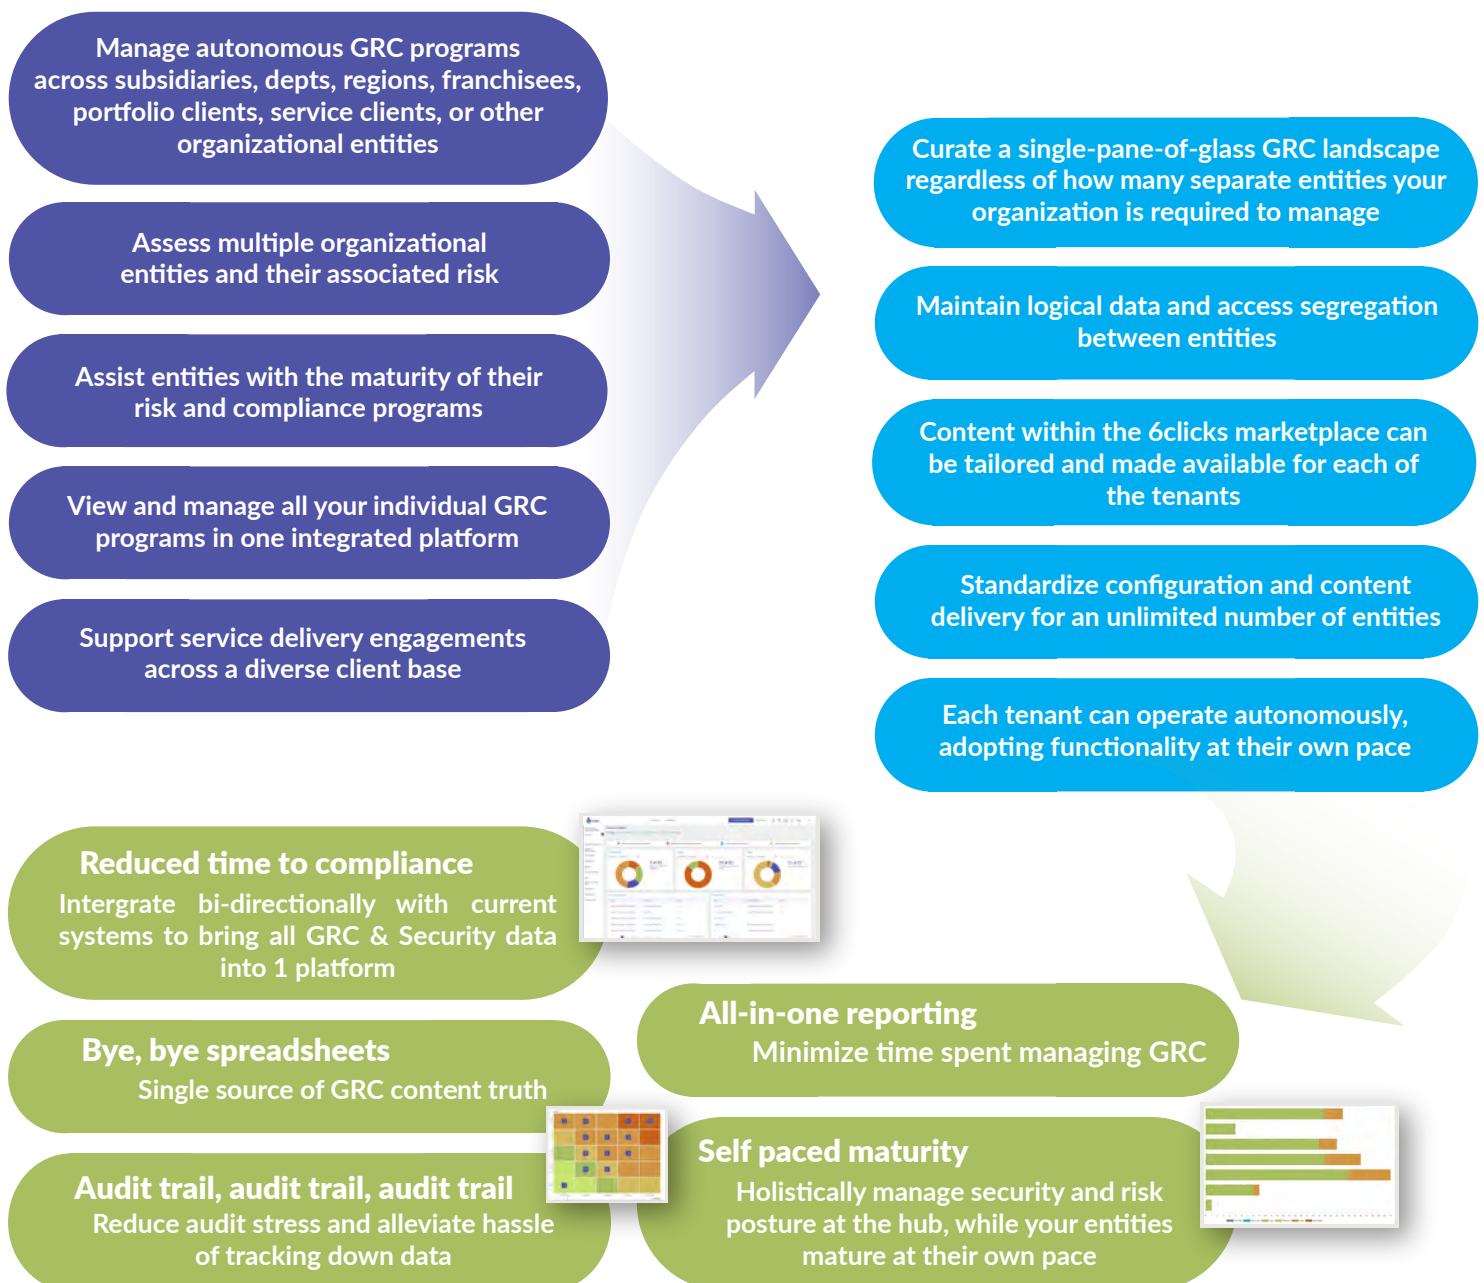 Manage autonomous GRC programs
across subsidiaries, depts, regions, franchisees,
portfolio clients, service clients, or other
organizational entities
Assess multiple organizational
entities and their associated risk
Assist entities with the maturity of their
risk and compliance programs
View and manage all your individual GRC
programs in one integrated platform
Support service delivery engagements
across a diverse client base
Curate a single-pane-of-glass GRC landscape
regardless of how many separate entities your
organization is required to manage
Maintain logical data and access segregation
between entities
Content within the 6clicks marketplace can
be tailored and made available for each of
the tenants
Standardize configuration and content
delivery for an unlimited number of entities
Each tenant can operate autonomously,
adopting functionality at their own pace
Reduced time to compliance
Intergrate bi-directionally with current
systems to bring all GRC & Security data
into 1 platform
Bye, bye spreadsheets
Single source of GRC content truth
Audit trail, audit trail, audit trail
Reduce audit stress and alleviate hassle
of tracking down data
All-in-one reporting
Minimize time spent managing GRC
Self paced maturity
Holistically manage security and risk
posture at the hub, while your entities
mature at their own pace